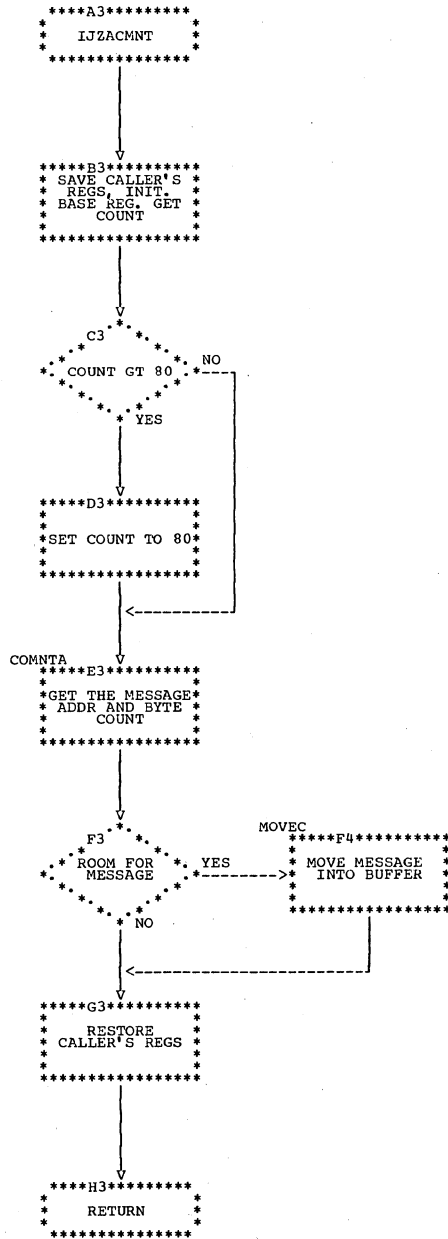 A3
IJZACMNT
B3
SAVE CALLER'S
REGS, INIT.
BASE REG. GET
COUNT
C3
COUNT GT 80
NO
YES
D3
SET COUNT TO 80
COMNTA
E3
GET THE MESSAGE
ADDR AND BYTE
COUNT
F3
ROOM FOR
MESSAGE
YES
NO
MOVEC
F4
MOVE MESSAGE
INTO BUFFER
G3
RESTORE
CALLER'S REGS
H3
RETURN